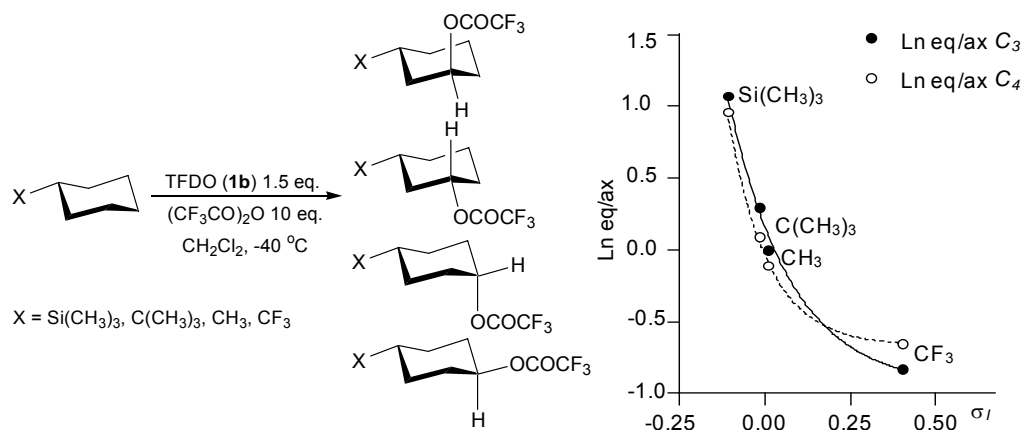 X
TFDO (1b) 1.5 eq.
(CF3CO)2O 10 eq.
CH2Cl2, -40 °C
X = Si(CH3)3, C(CH3)3, CH3, CF3
OCOCF3
X
H
H
X
OCOCF3
X
H
OCOCF3
X
OCOCF3
H
Ln eq/ax
1.5
1.0
0.5
0.0
-0.5
-1.0
-0.25
0.00
0.25
0.50
σI
Ln eq/ax C3
Ln eq/ax C4
Si(CH3)3
C(CH3)3
CH3
CF3